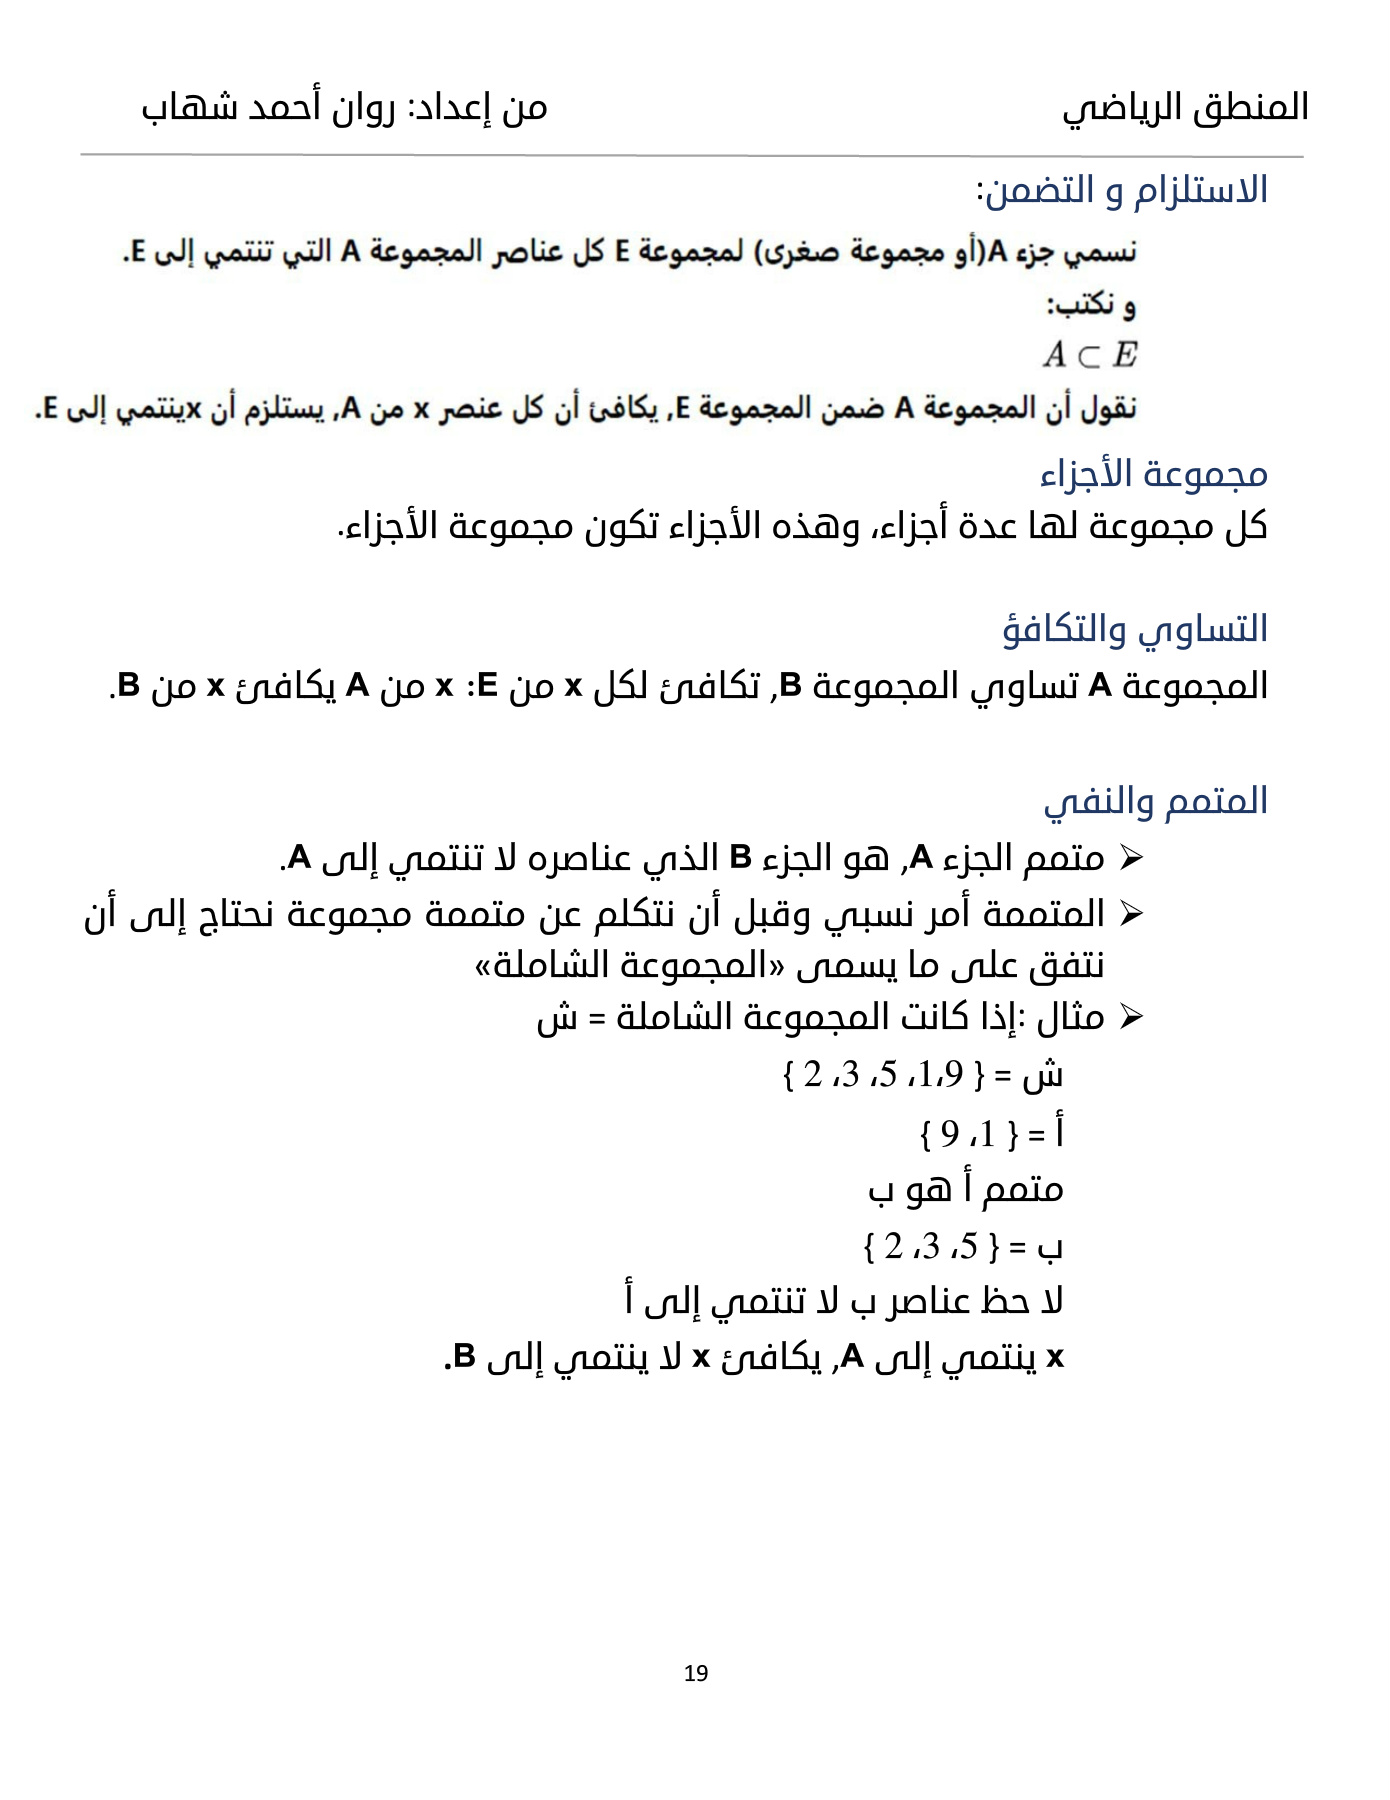 المنطق الرياضي من إعداد: روان أحمد شهاب
الاستلزام و التضمن:
نسمي جزء A(أو مجموعة صغرى) لمجموعة E كل عناصر المجموعة A التي تنتمي إلى E.
و نكتب:
A ⊂ E
نقول أن المجموعة A ضمن المجموعة E, يكافئ أن كل عنصر x من A, يستلزم أن xينتمي إلى E.
مجموعة الأجزاء
كل مجموعة لها عدة أجزاء، وهذه الأجزاء تكون مجموعة الأجزاء.
التساوي والتكافؤ
المجموعة A تساوي المجموعة B, تكافئ لكل x من E: x من A يكافئ x من B.
المتمم والنفي
➢ متمم الجزء A, هو الجزء B الذي عناصره لا تنتمي إلى A.
➢ المتممة أمر نسبي وقبل أن نتكلم عن متممة مجموعة نحتاج إلى أن
نتفق على ما يسمى «المجموعة الشاملة»
➢ مثال :إذا كانت المجموعة الشاملة = ش
ش = { 1،9، 5، 3، 2 }
أ = { 1، 9 }
متمم أ هو ب
ب = { 5، 3، 2 }
لا حظ عناصر ب لا تنتمي إلى أ
x ينتمي إلى A, يكافئ x لا ينتمي إلى B.
19